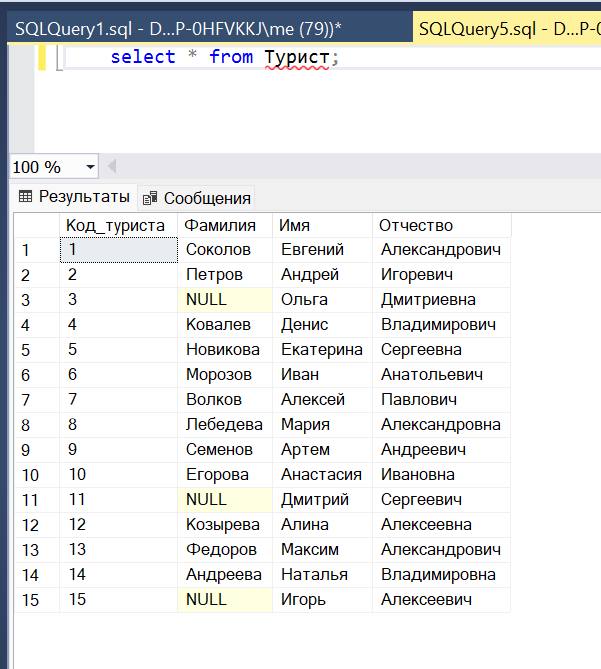 SQLQuery1.sql - D...P-0HFVKKJ\me (79))* SQLQuery5.sql - D...P-0
select * from Турист;
100 %
Результаты Сообщения
Код_туриста Фамилия Имя Отчество
1 1 Соколов Евгений Александрович
2 2 Петров Андрей Игоревич
3 3 NULL Ольга Дмитриевна
4 4 Ковалев Денис Владимирович
5 5 Новикова Екатерина Сергеевна
6 6 Морозов Иван Анатольевич
7 7 Волков Алексей Павлович
8 8 Лебедева Мария Александровна
9 9 Семенов Артем Андреевич
10 10 Егорова Анастасия Ивановна
11 11 NULL Дмитрий Сергеевич
12 12 Козырева Алина Алексеевна
13 13 Федоров Максим Александрович
14 14 Андреева Наталья Владимировна
15 15 NULL Игорь Алексеевич